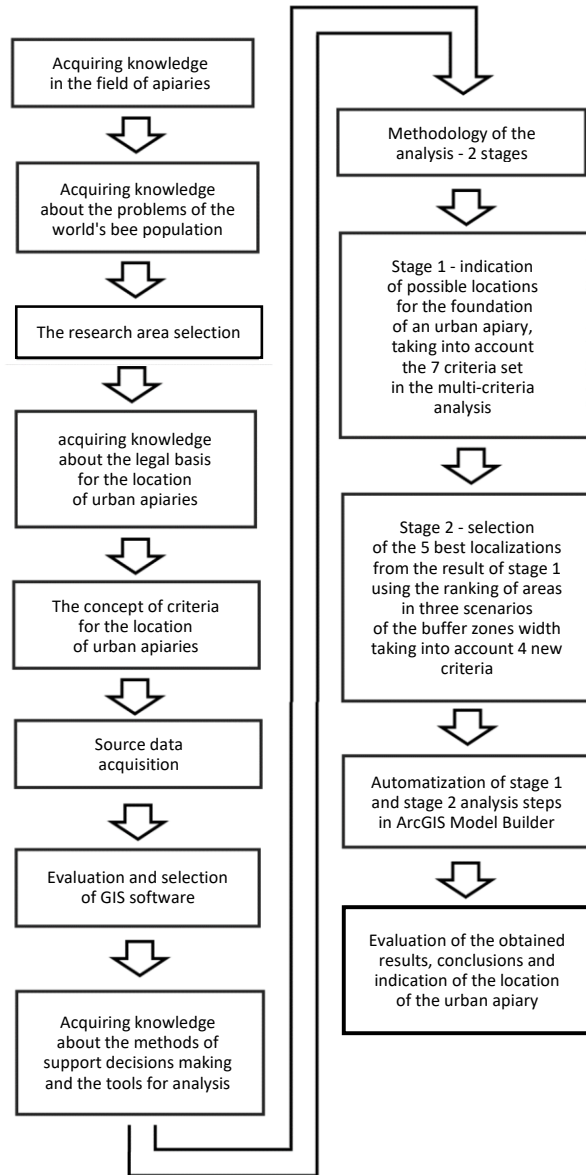 Acquiring knowledge
in the field of apiaries
Acquiring knowledge
about the problems of the
world's bee population
The research area selection
acquiring knowledge
about the legal basis
for the location
of urban apiaries
The concept of criteria
for the location
of urban apiaries
Source data
acquisition
Evaluation and selection
of GIS software
Acquiring knowledge
about the methods of
support decisions making
and the tools for analysis
Methodology of the
analysis - 2 stages
Stage 1 - indication
of possible locations
for the foundation
of an urban apiary,
taking into account
the 7 criteria set
in the multi-criteria
analysis
Stage 2 - selection
of the 5 best localizations
from the result of stage 1
using the ranking of areas
in three scenarios
of the buffer zones width
taking into account 4 new
criteria
Automatization of stage 1
and stage 2 analysis steps
in ArcGIS Model Builder
Evaluation of the obtained
results, conclusions and
indication of the location
of the urban apiary